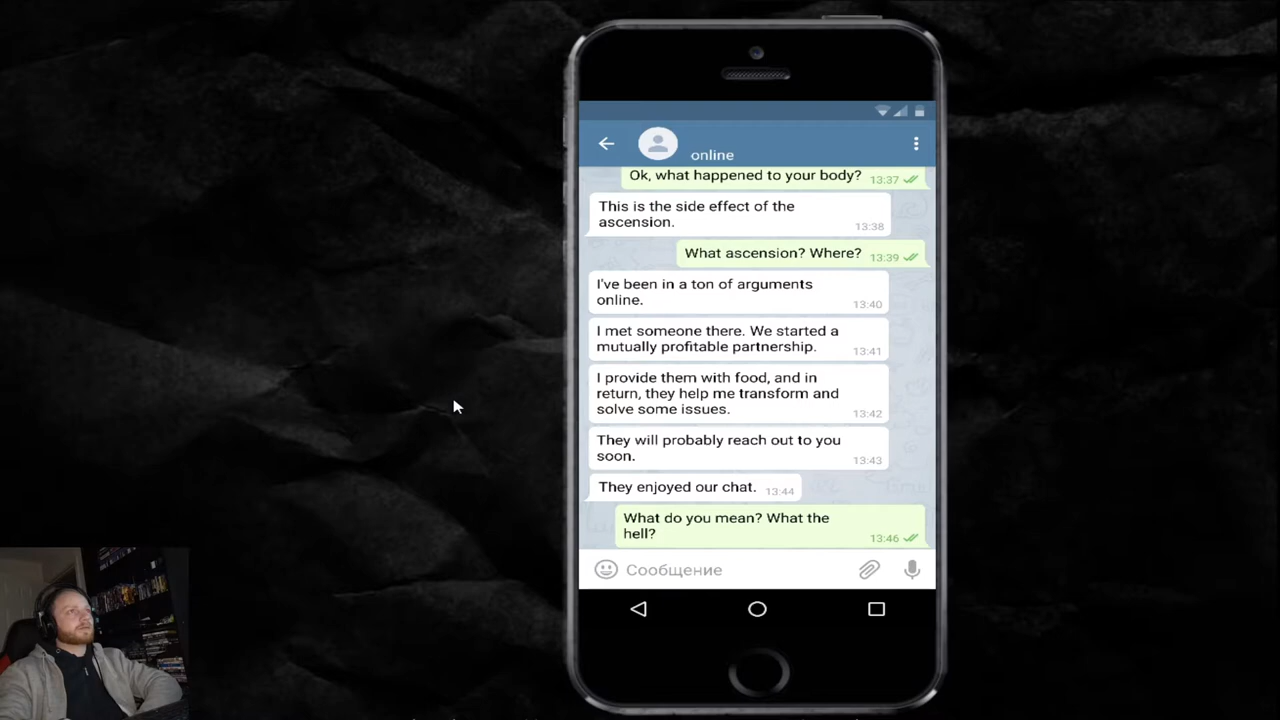 online
Ok, what happened to your body? 13:37
This is the side effect of the
ascension. 13:38
What ascension? Where? 13:39
I've been in a ton of arguments
online. 13:40
I met someone there. We started a
mutually profitable partnership. 13:41
I provide them with food, and in
return, they help me transform and
solve some issues. 13:42
They will probably reach out to you
soon. 13:43
They enjoyed our chat. 13:44
What do you mean? What the
hell? 13:46
Сообщение